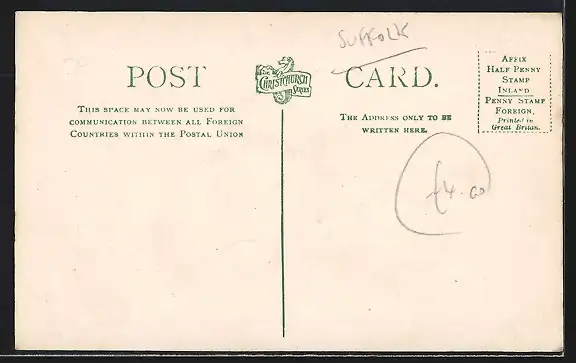 SUFFOLK
POST CARD.
THE
CHRISTCHURCH
SERIES
THIS SPACE MAY NOW BE USED FOR
COMMUNICATION BETWEEN ALL FOREIGN
COUNTRIES WITHIN THE POSTAL UNION
THE ADDRESS ONLY TO BE
WRITTEN HERE.
AFFIX
HALF PENNY
STAMP
INLAND
PENNY STAMP
FOREIGN.
Printed in
Great Britain.
£4.00